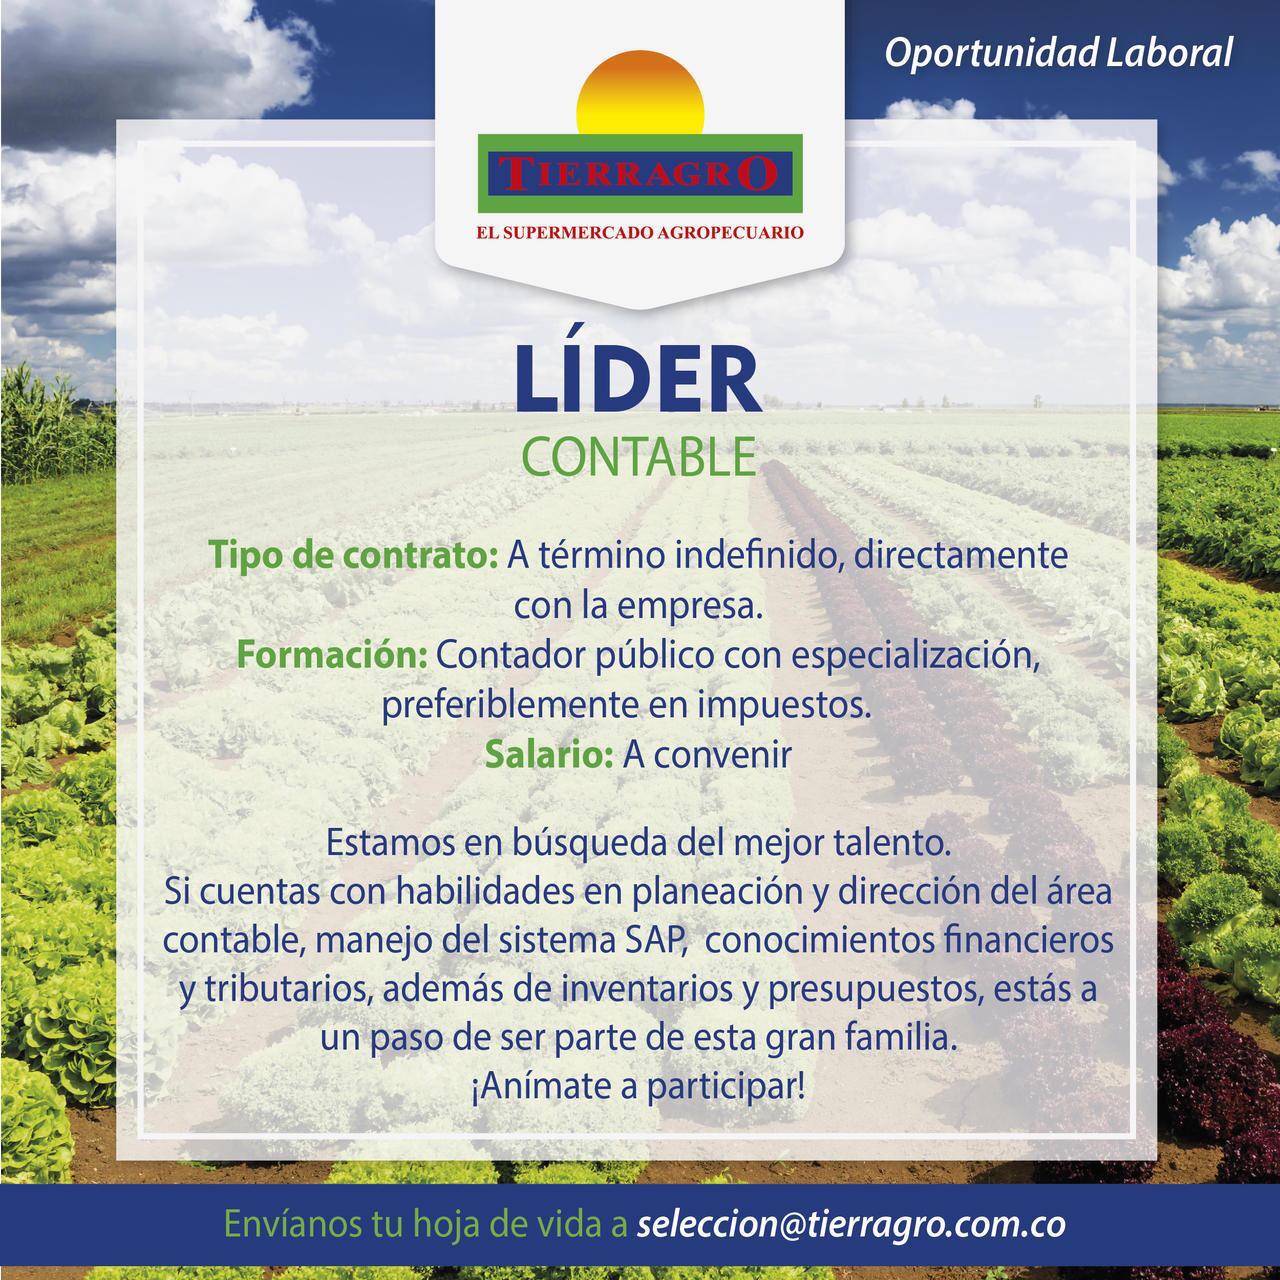 Oportunidad Laboral
TIERRAGRO
EL SUPERMERCADO AGROPECUARIO
LÍDER
CONTABLE
Tipo de contrato: A término indefinido, directamente
con la empresa.
Formación: Contador público con especialización,
preferiblemente en impuestos.
Salario: A convenir
Estamos en búsqueda del mejor talento.
Si cuentas con habilidades en planeación y dirección del área
contable, manejo del sistema SAP, conocimientos financieros
y tributarios, además de inventarios y presupuestos, estás a
un paso de ser parte de esta gran familia.
¡Anímate a participar!
Envíanos tu hoja de vida a seleccion@tierragro.com.co